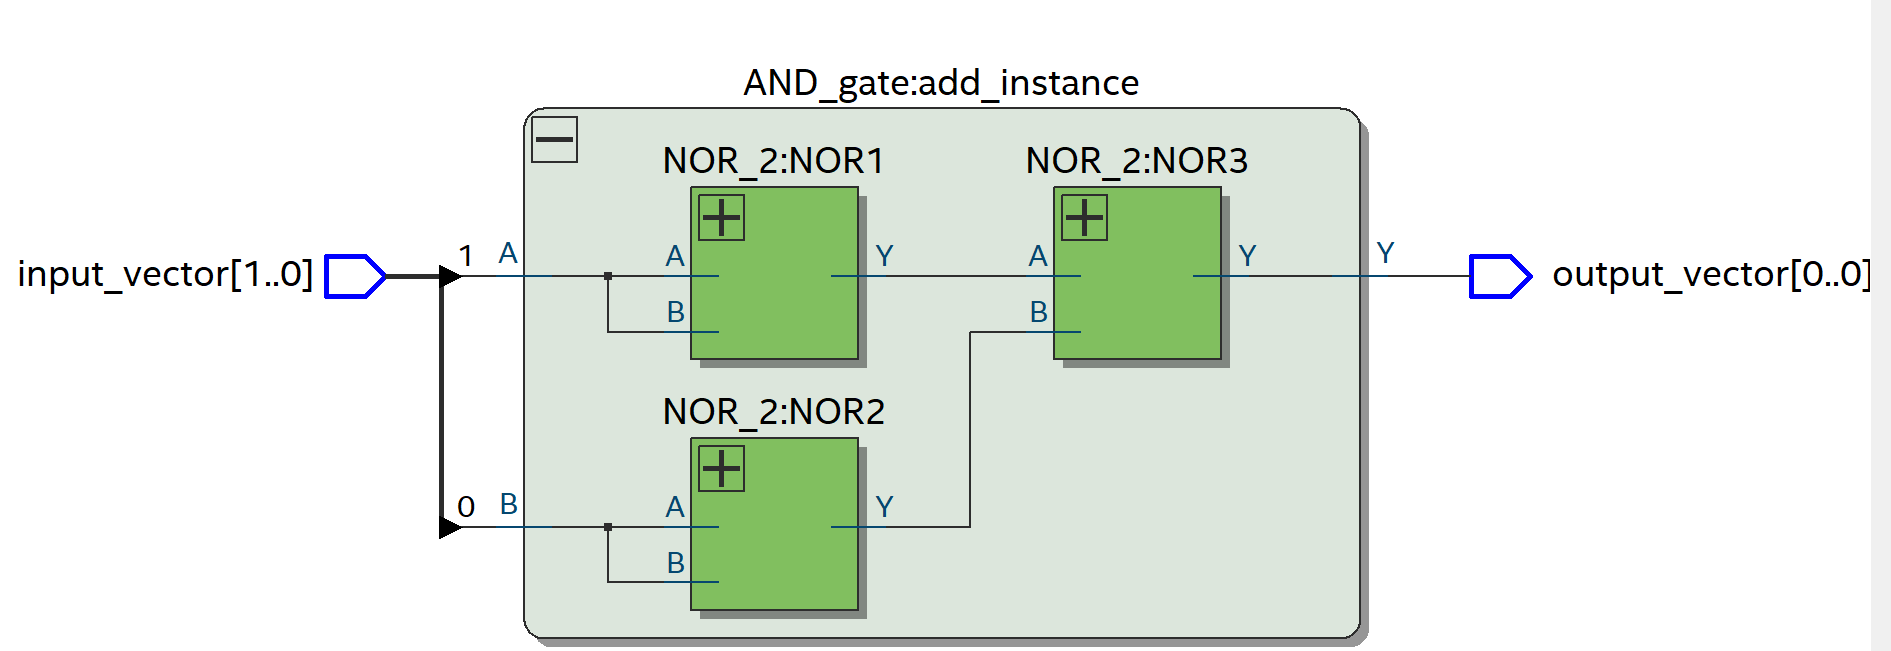 AND_gate:add_instance
NOR_2:NOR1
NOR_2:NOR3
input_vector[1..0]
1
A
A
B
Y
A
B
Y
Y
output_vector[0..0]
NOR_2:NOR2
0
B
A
B
Y